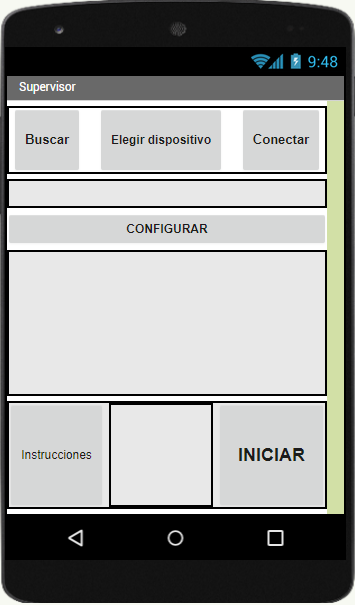 9:48
Supervisor
Buscar Elegir dispositivo Conectar
CONFIGURAR
Instrucciones INICIAR